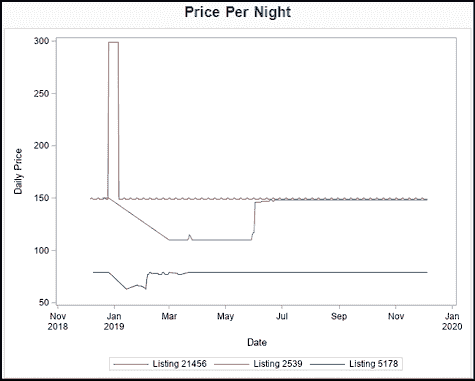 Price Per Night
300
250
200
150
100
50
Daily Price
Nov Jan Mar May Jul Sep Nov Jan
2018 2019 2020
Date
Listing 21456 Listing 2539 Listing 5178